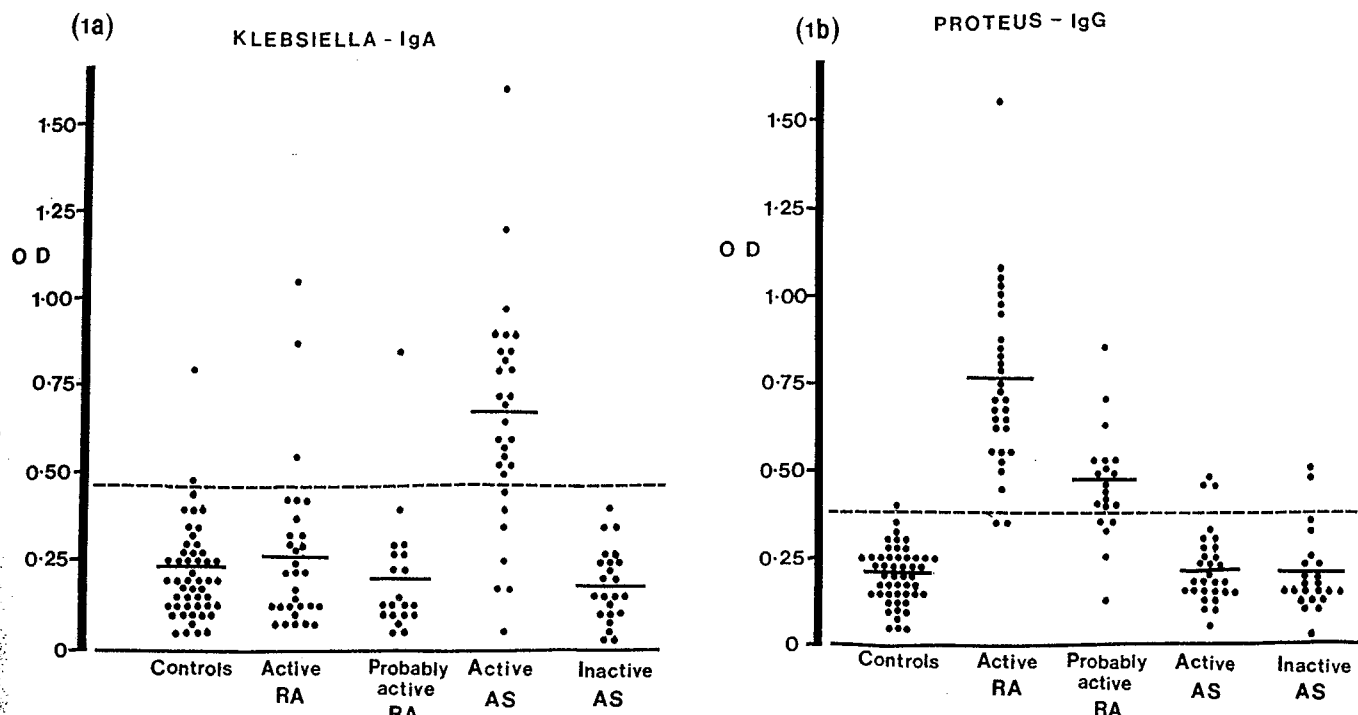 (1a)
KLEBSIELLA - IgA
1·50
1·25
O D
1·00
0·75
0·50
0·25
0
Controls
Active
RA
Probably
active
RA
Active
AS
Inactive
AS
(1b)
PROTEUS - IgG
1·50
1·25
O D
1·00
0·75
0·50
0·25
0
Controls
Active
RA
Probably
active
RA
Active
AS
Inactive
AS